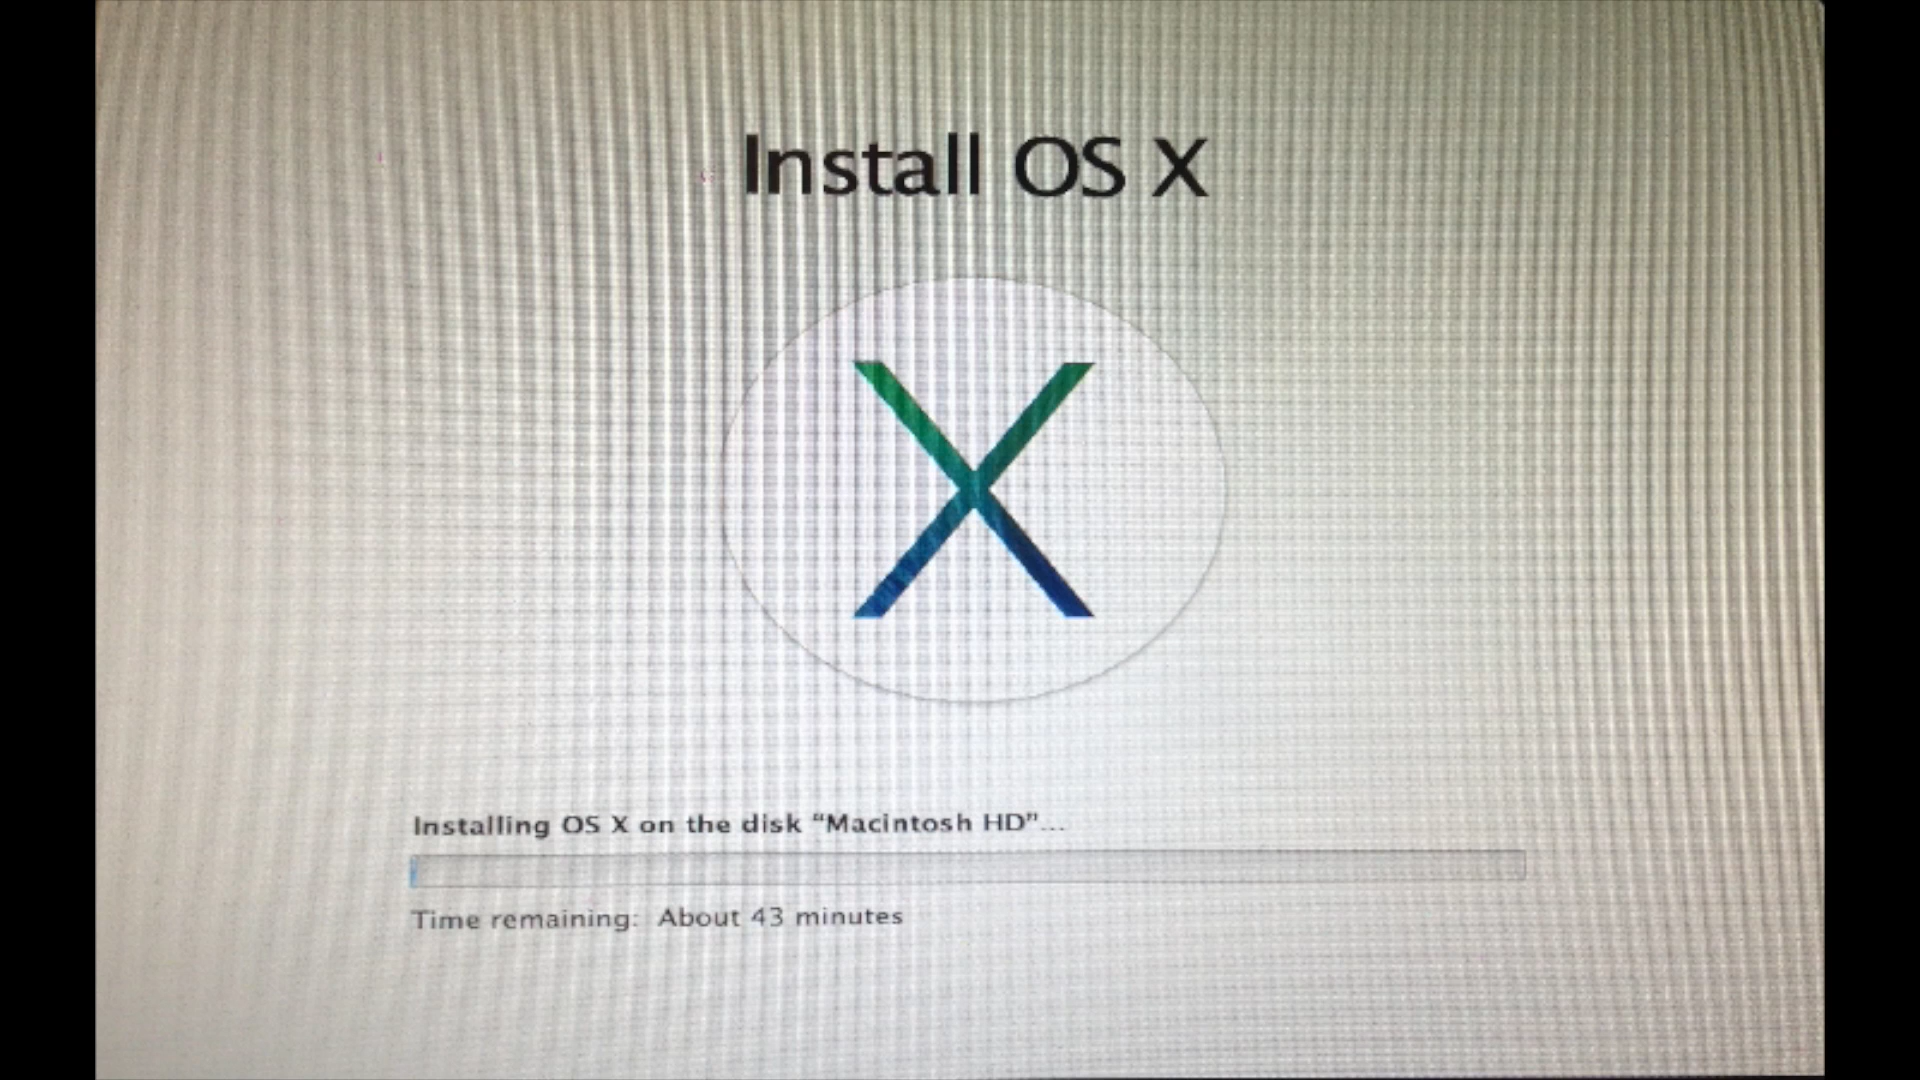 Install OS X
X
Installing OS X on the disk “Macintosh HD”...
Time remaining: About 43 minutes